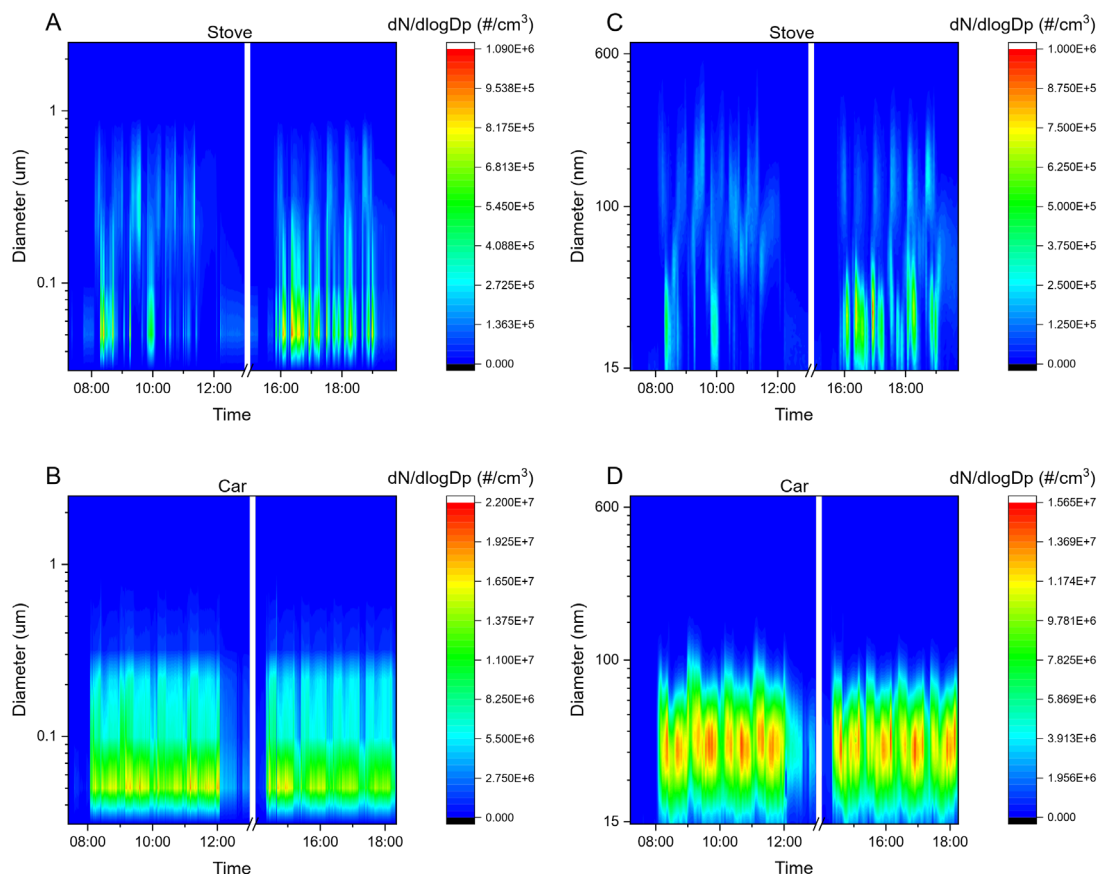 A
Stove
dN/dlogDp (#/cm³)
1.090E+6
9.538E+5
8.175E+5
6.813E+5
5.450E+5
4.088E+5
2.725E+5
1.363E+5
0.000
Diameter (um)
1
0.1
08:00 10:00 12:00 16:00 18:00
Time
C
Stove
dN/dlogDp (#/cm³)
1.000E+6
8.750E+5
7.500E+5
6.250E+5
5.000E+5
3.750E+5
2.500E+5
1.250E+5
0.000
Diameter (nm)
600
100
15
08:00 10:00 12:00 16:00 18:00
Time
B
Car
dN/dlogDp (#/cm³)
2.200E+7
1.925E+7
1.650E+7
1.375E+7
1.100E+7
8.250E+6
5.500E+6
2.750E+6
0.000
Diameter (um)
1
0.1
08:00 10:00 12:00 16:00 18:00
Time
D
Car
dN/dlogDp (#/cm³)
1.565E+7
1.369E+7
1.174E+7
9.781E+6
7.825E+6
5.869E+6
3.913E+6
1.956E+6
0.000
Diameter (nm)
600
100
15
08:00 10:00 12:00 16:00 18:00
Time